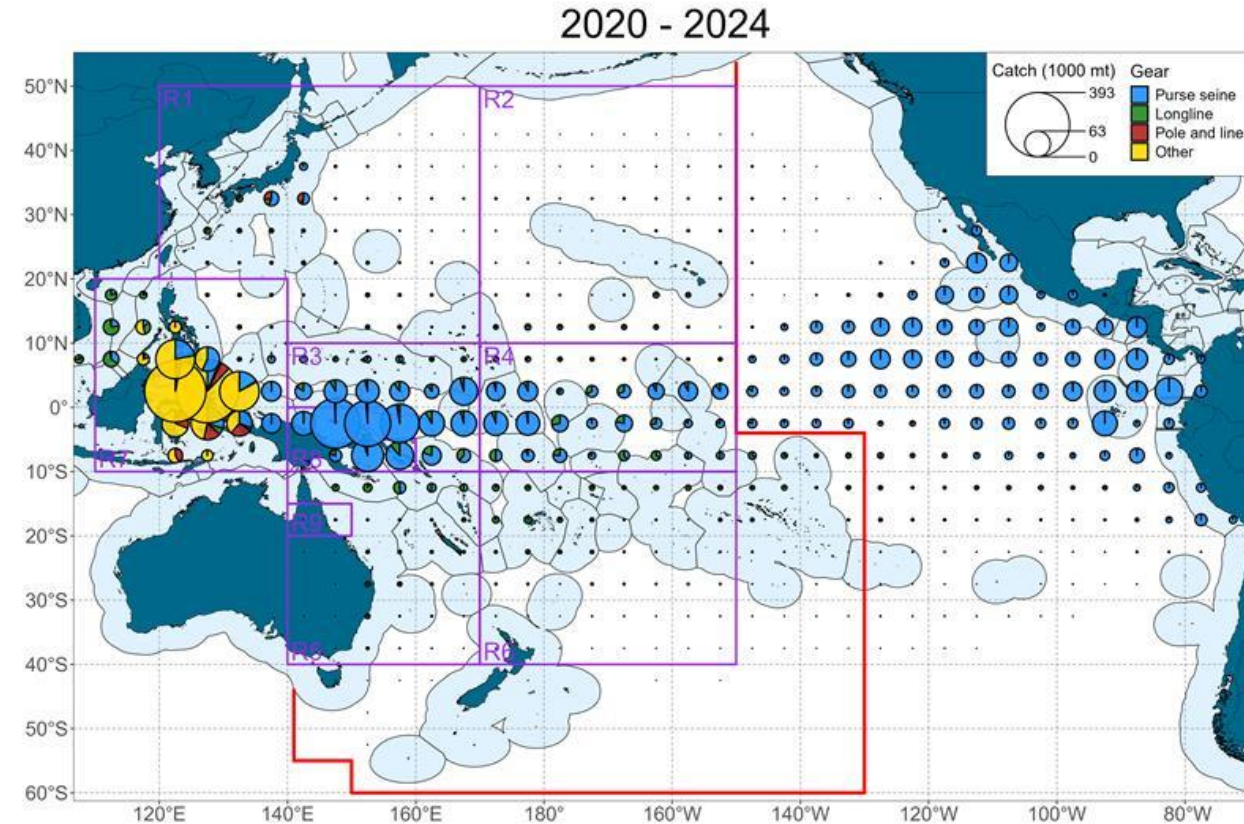 2020 - 2024
Catch (1000 mt)
393
63
0
Gear
Purse seine
Longline
Pole and line
Other
50°N
40°N
30°N
20°N
10°N
0°
10°S
20°S
30°S
40°S
50°S
60°S
R1
R2
R3
R4
R7
R8
R9
R5
R6
120°E
140°E
160°E
180°
160°W
140°W
120°W
100°W
80°W